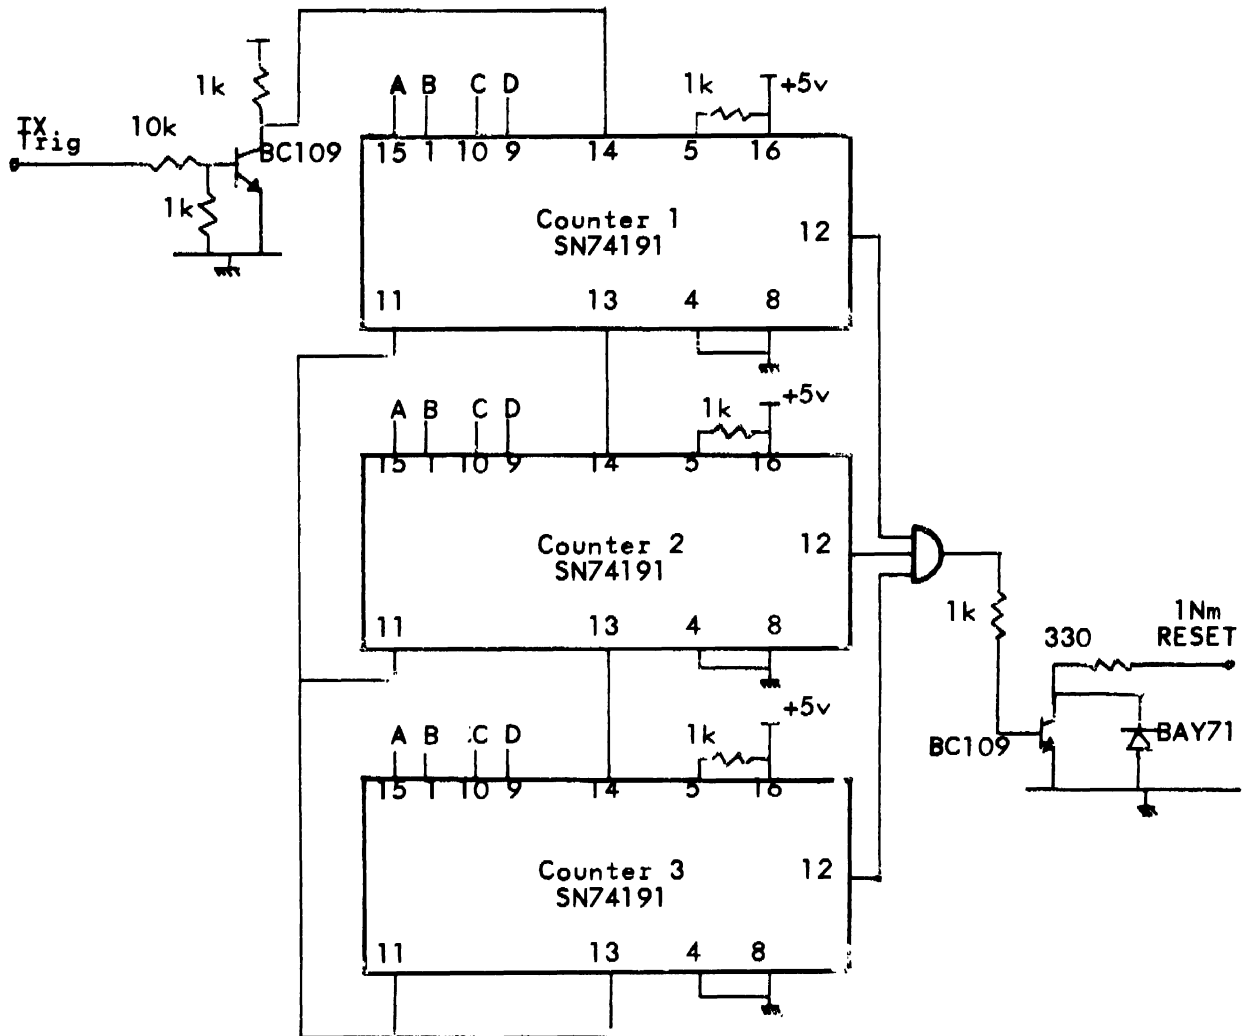 A B C D
1k
+5v
1k
TX
Trig
10k
BC109
15 1 10 9 14 5 16
1k
Counter 1
SN74191
12
11 13 4 8
A B C D
1k
+5v
15 1 10 9 14 5 16
Counter 2
SN74191
12
11 13 4 8
1k
330
1Nm
RESET
BC109
BAY71
A B C D
1k
+5v
15 1 10 9 14 5 16
Counter 3
SN74191
12
11 13 4 8